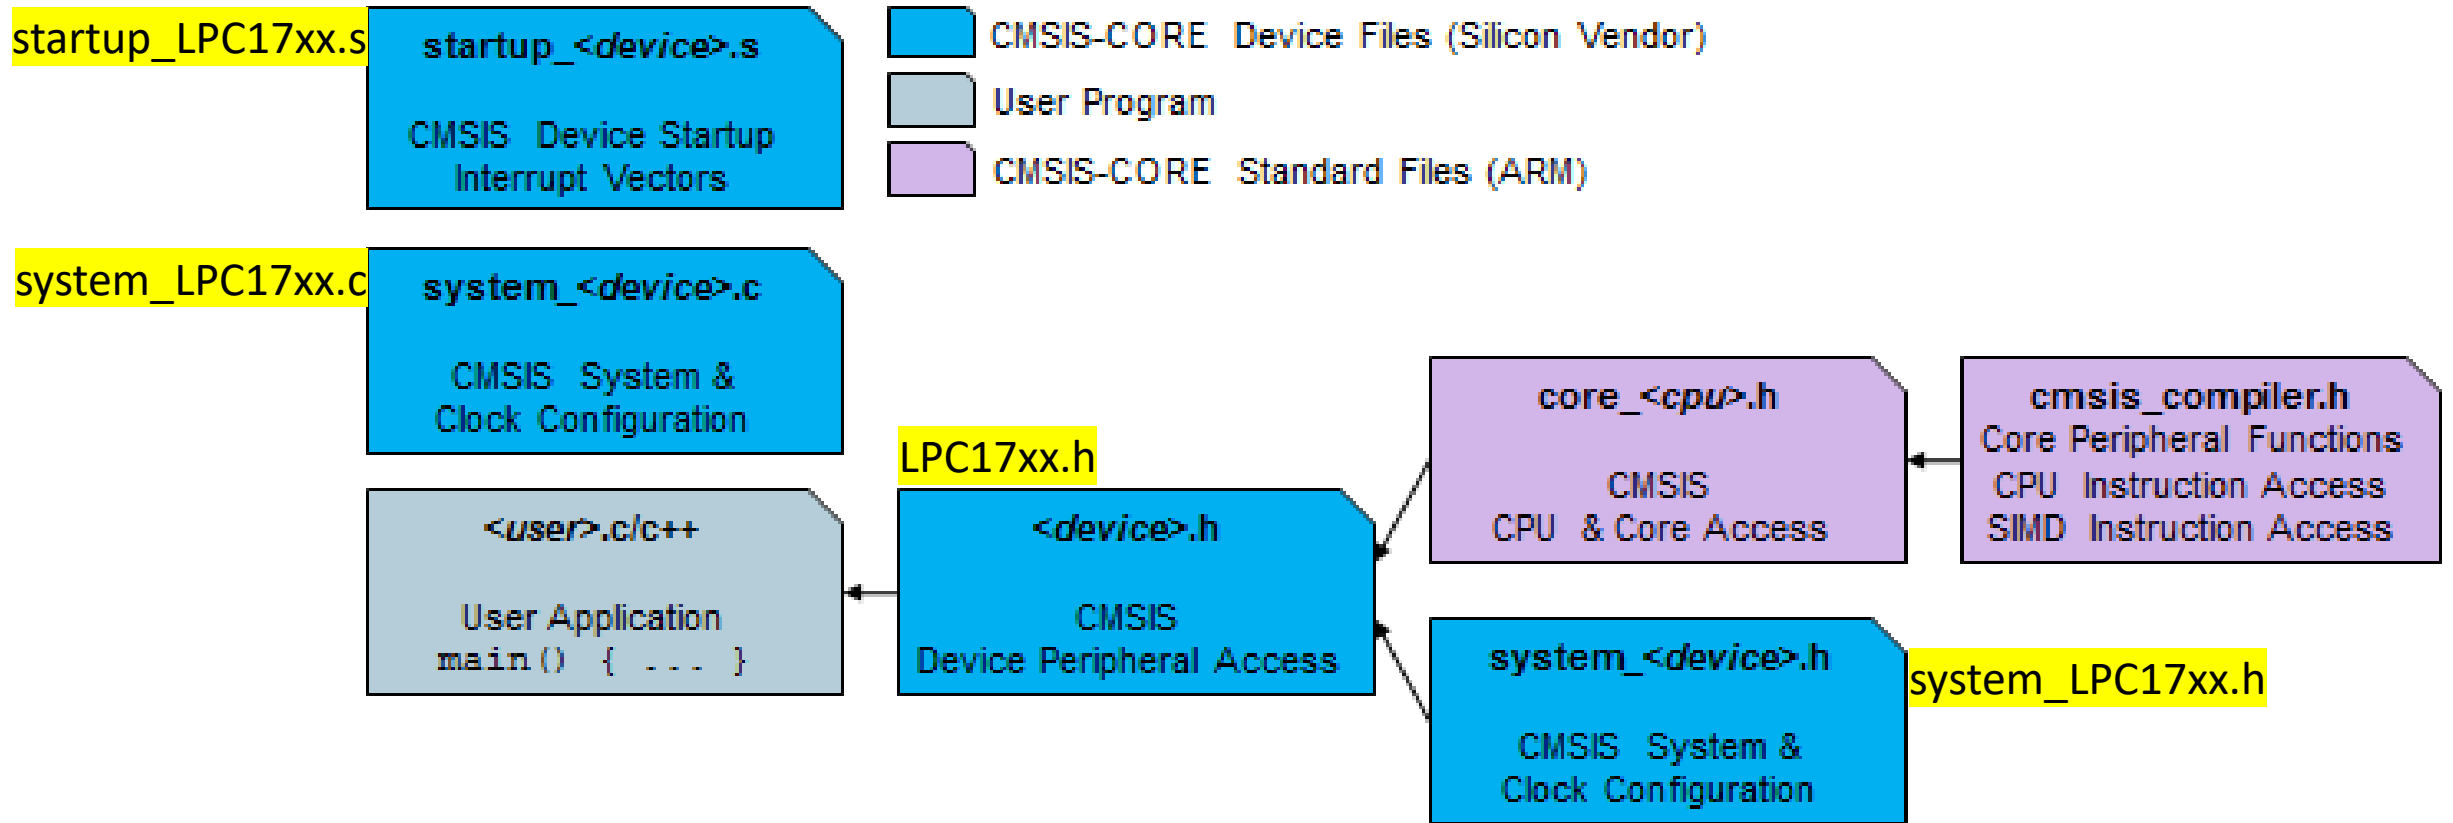 startup_LPC17xx.s
startup_<device>.s
CMSIS Device Startup
Interrupt Vectors
CMSIS-CORE Device Files (Silicon Vendor)
User Program
CMSIS-CORE Standard Files (ARM)
system_LPC17xx.c
system_<device>.c
CMSIS System &
Clock Configuration
<user>.c/c++
User Application
main() { ... }
LPC17xx.h
<device>.h
CMSIS
Device Peripheral Access
core_<cpu>.h
CMSIS
CPU & Core Access
cmsis_compiler.h
Core Peripheral Functions
CPU Instruction Access
SIMD Instruction Access
system_<device>.h
CMSIS System &
Clock Configuration
system_LPC17xx.h